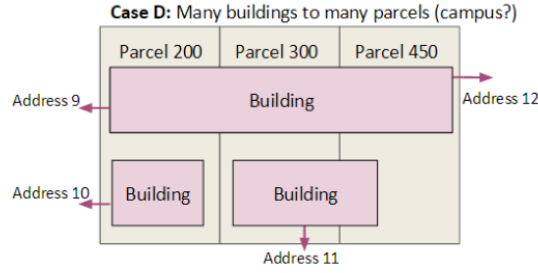 Case D: Many buildings to many parcels (campus?)
Parcel 200
Parcel 300
Parcel 450
Address 9
Building
Address 12
Address 10
Building
Building
Address 11